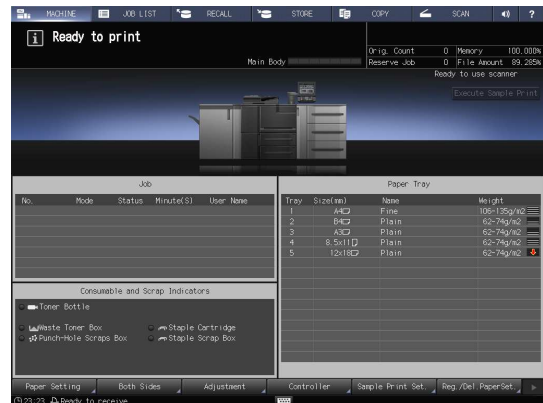 MACHINE JOB LIST RECALL STORE COPY SCAN ?
i Ready to print
Main Body
Orig. Count 0 Memory 100.000%
Reserve Job 0 File Amount 89.285%
Ready to use scanner
Execute Sample Print
Job
No. Mode Status Minute(S) User Name
Paper Tray
Tray Size(mm) Name Weight
1 A4 Fine 106-135g/m2
2 B4 Plain 62-74g/m2
3 A3 Plain 62-74g/m2
4 8.5x11 Plain 62-74g/m2
5 12x18 Plain 62-74g/m2
Consumable and Scrap Indicators
Toner Bottle
Waste Toner Box Staple Cartridge
Punch-Hole Scraps Box Staple Scrap Box
Paper Setting Both Sides Adjustment Controller Sample Print Set. Reg./Del.PaperSet.
23:23 Ready to receive